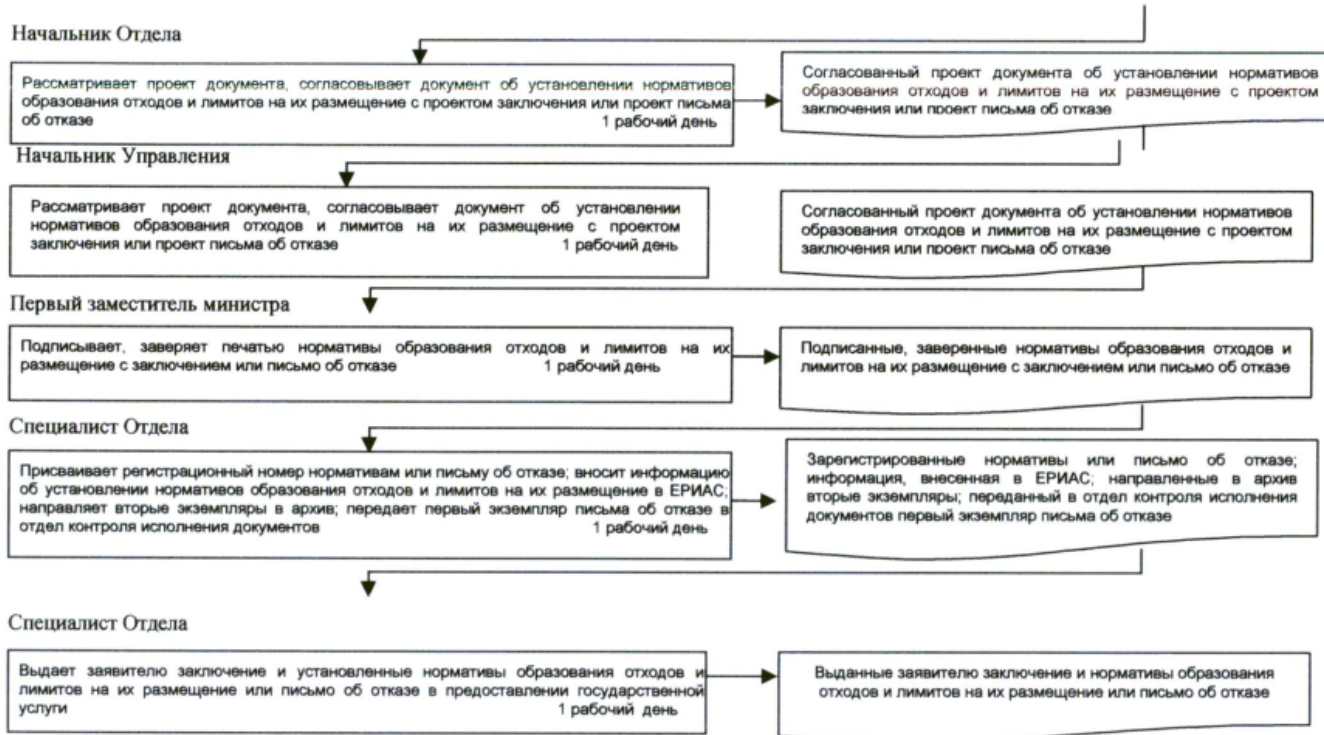 Начальник Отдела
Рассматривает проект документа, согласовывает документ об установлении нормативов
образования отходов и лимитов на их размещение с проектом заключения или проект письма
об отказе 1 рабочий день
Согласованный проект документа об установлении нормативов
образования отходов и лимитов на их размещение с проектом
заключения или проект письма об отказе
Начальник Управления
Рассматривает проект документа, согласовывает документ об установлении
нормативов образования отходов и лимитов на их размещение с проектом
заключения или проект письма об отказе 1 рабочий день
Согласованный проект документа об установлении нормативов
образования отходов и лимитов на их размещение с проектом
заключения или проект письма об отказе
Первый заместитель министра
Подписывает, заверяет печатью нормативы образования отходов и лимитов на их
размещение с заключением или письмо об отказе 1 рабочий день
Подписанные, заверенные нормативы образования отходов и
лимитов на их размещение с заключением или письмо об отказе
Специалист Отдела
Присваивает регистрационный номер нормативам или письму об отказе; вносит информацию
об установлении нормативов образования отходов и лимитов на их размещение в ЕРИАС;
направляет вторые экземпляры в архив; передает первый экземпляр письма об отказе в
отдел контроля исполнения документов 1 рабочий день
Зарегистрированные нормативы или письмо об отказе;
информация, внесенная в ЕРИАС; направленные в архив
вторые экземпляры; переданный в отдел контроля исполнения
документов первый экземпляр письма об отказе
Специалист Отдела
Выдает заявителю заключение и установленные нормативы образования отходов и
лимитов на их размещение или письмо об отказе в предоставлении государственной
услуги 1 рабочий день
Выданные заявителю заключение и нормативы образования
отходов и лимитов на их размещение или письмо об отказе